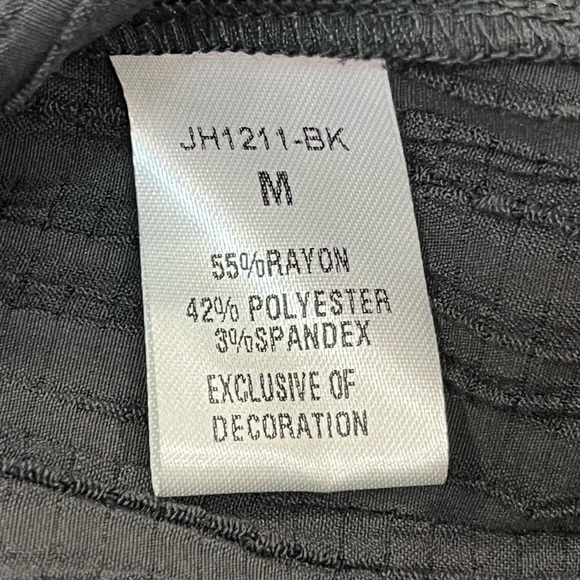 JH1211-BK
M
55%RAYON
42% POLYESTER
3%SPANDEX
EXCLUSIVE OF
DECORATION